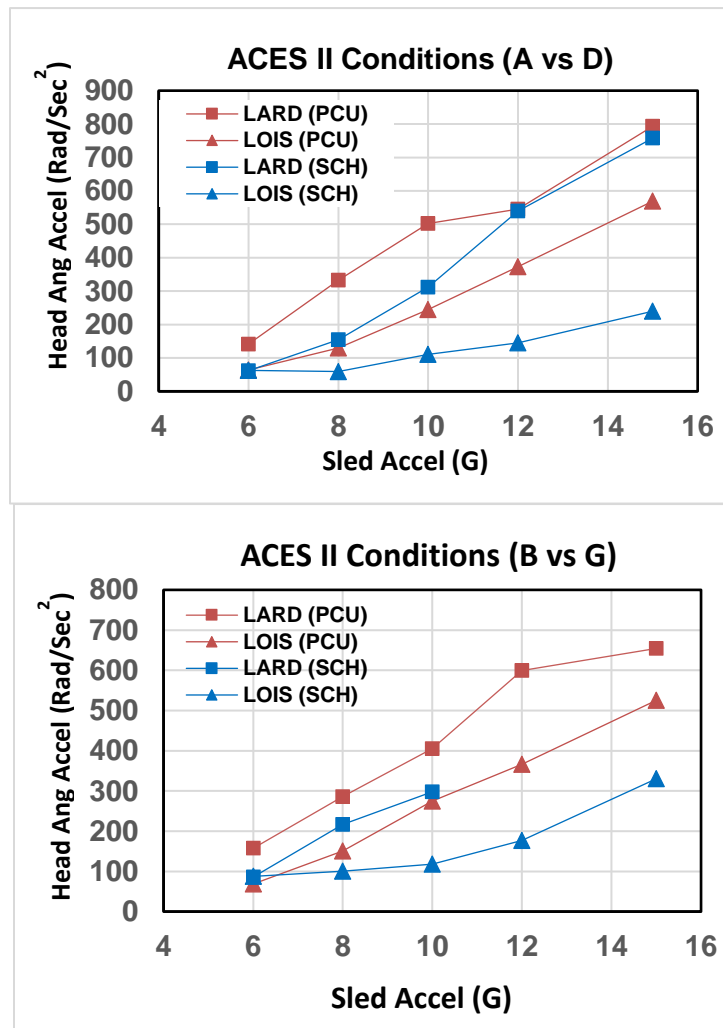 ACES II Conditions (A vs D)
Head Ang Accel (Rad/Sec²)
900
800
700
600
500
400
300
200
100
0
LARD (PCU)
LOIS (PCU)
LARD (SCH)
LOIS (SCH)
4 6 8 10 12 14 16
Sled Accel (G)
ACES II Conditions (B vs G)
Head Ang Accel (Rad/Sec²)
800
700
600
500
400
300
200
100
0
LARD (PCU)
LOIS (PCU)
LARD (SCH)
LOIS (SCH)
4 6 8 10 12 14 16
Sled Accel (G)